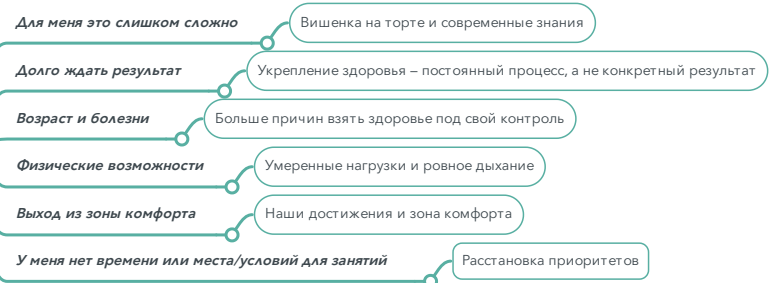 Для меня это слишком сложно
Вишенка на торте и современные знания
Долго ждать результат
Укрепление здоровья – постоянный процесс, а не конкретный результат
Возраст и болезни
Больше причин взять здоровье под свой контроль
Физические возможности
Умеренные нагрузки и ровное дыхание
Выход из зоны комфорта
Наши достижения и зона комфорта
У меня нет времени или места/условий для занятий
Расстановка приоритетов